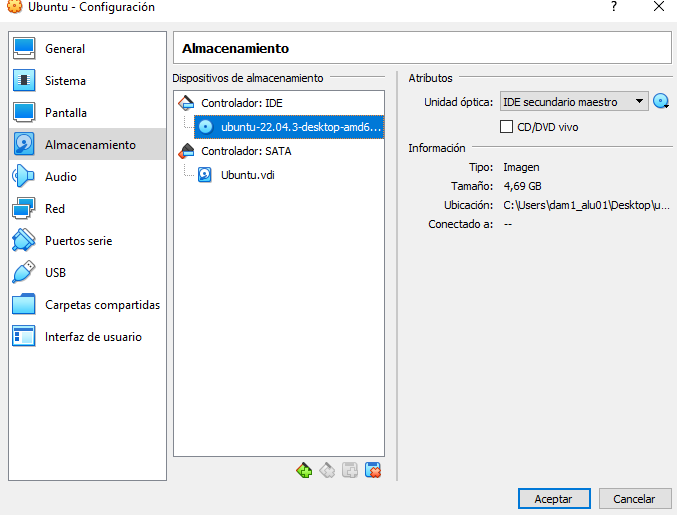 Ubuntu - Configuración
?
General
Sistema
Pantalla
Almacenamiento
Audio
Red
Puertos serie
USB
Carpetas compartidas
Interfaz de usuario
Almacenamiento
Dispositivos de almacenamiento
Controlador: IDE
ubuntu-22.04.3-desktop-amd6...
Controlador: SATA
Ubuntu.vdi
Atributos
Unidad óptica: IDE secundario maestro
CD/DVD vivo
Información
Tipo: Imagen
Tamaño: 4,69 GB
Ubicación: C:\Users\dam1_alu01\Desktop\u...
Conectado a: --
Aceptar Cancelar